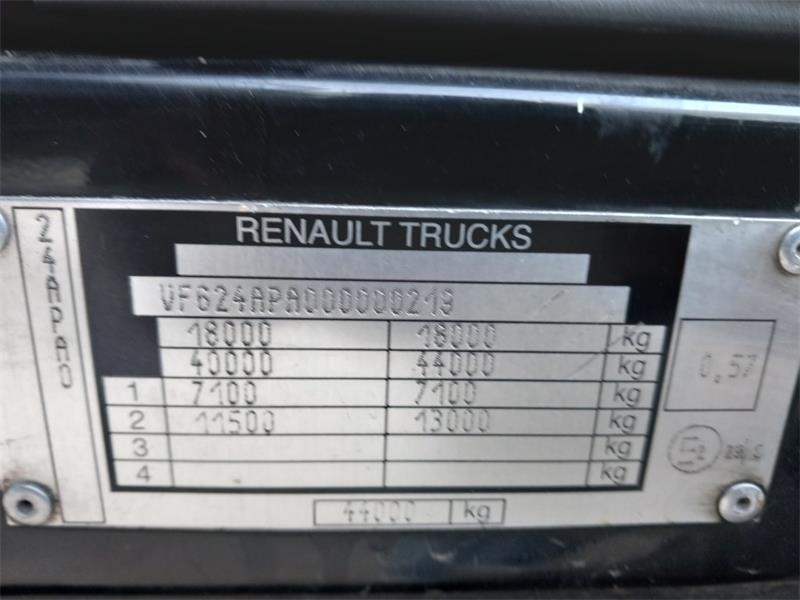 24APA0
RENAULT TRUCKS
VF624APA000000219
18000 18000 kg
40000 44000 kg
1 7100 7100 kg
2 11500 13000 kg
3 kg
4 kg
0,57
E2
44000 kg